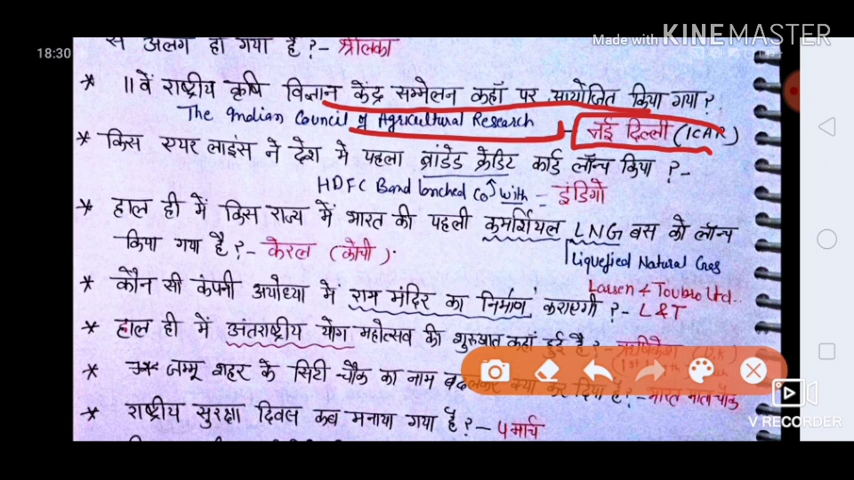 Made with KINEMASTER
18:30
से अलग हो गया है ?- श्रीलंका
* 11वें राष्ट्रीय कृषि विज्ञान केंद्र सम्मेलन कहाँ पर आयोजित किया गया?
The Indian Council of Agricultural Research - नई दिल्ली (ICAR)
* किस एयर लाइंस ने देश में पहला ब्रांडेड क्रेडिट कार्ड लॉन्च किया ?-
HDFC Band lonched Co with - इंडिगो
* हाल ही में किस राज्य में भारत की पहली कमर्शियल LNG बस को लॉन्च
किया गया है?- केरल (कोची).
Liquefied Natural Gas
* कौन सी कंपनी अयोध्या में राम मंदिर का निर्माण कराएगी ?- L&T
Larsen & Toubro Ltd..
* हाल ही में अंतराष्ट्रीय योग महोत्सव की शुरुआत कहां हुई है ?-
* जम्मू शहर के सिटी चौक का नाम बदलकर क्या कर दिया है ?- भारत माता चौक
* राष्ट्रीय सुरक्षा दिवस कब मनाया गया है ?- 4 मार्च
V RECORDER